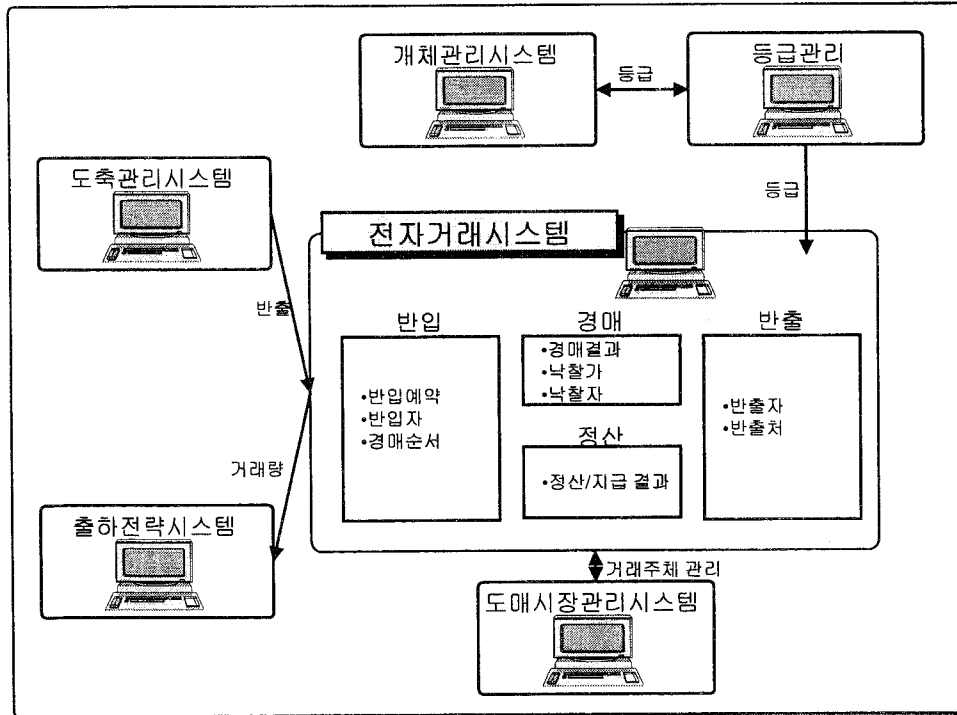 개체관리시스템
등급
등급관리
도축관리시스템
등급
전자거래시스템
반출
반입
•반입예약
•반입자
•경매순서
경매
•경매결과
•낙찰가
•낙찰자
정산
•정산/지급 결과
반출
•반출자
•반출처
거래량
출하전략시스템
거래주체 관리
도매시장관리시스템